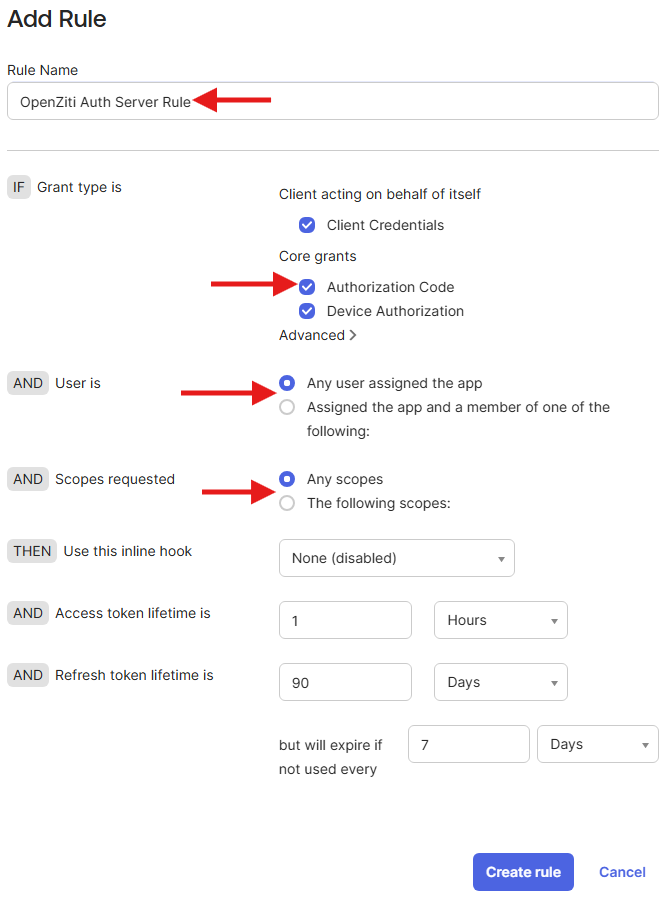 Add Rule
Rule Name
OpenZiti Auth Server Rule
IF Grant type is
Client acting on behalf of itself
Client Credentials
Core grants
Authorization Code
Device Authorization
Advanced
AND User is
Any user assigned the app
Assigned the app and a member of one of the
following:
AND Scopes requested
Any scopes
The following scopes:
THEN Use this inline hook
None (disabled)
AND Access token lifetime is
1 Hours
AND Refresh token lifetime is
90 Days
but will expire if
not used every
7 Days
Create rule Cancel